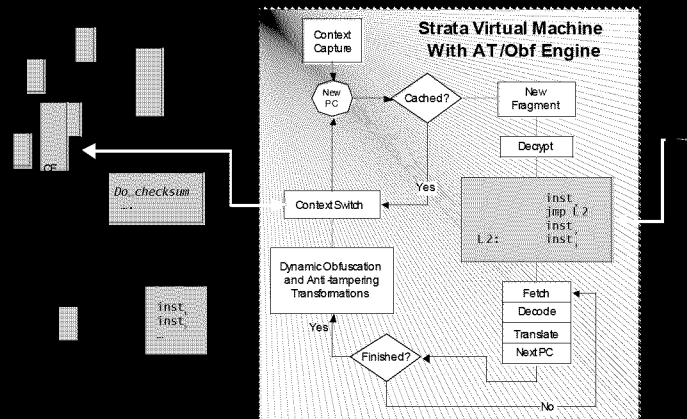 Strata Virtual Machine
With AT/Obf Engine
Context
Capture
New
PC
Cached?
New
Fragment
Decrypt
Yes
Context Switch
inst,
jmp L2
inst,
L2: inst,
Do_checksum
….
CF
Dynamic Obfuscation
and Anti-tampering
Transformations
Fetch
Decode
Translate
Next PC
inst,
inst,
…
Yes
Finished?
No